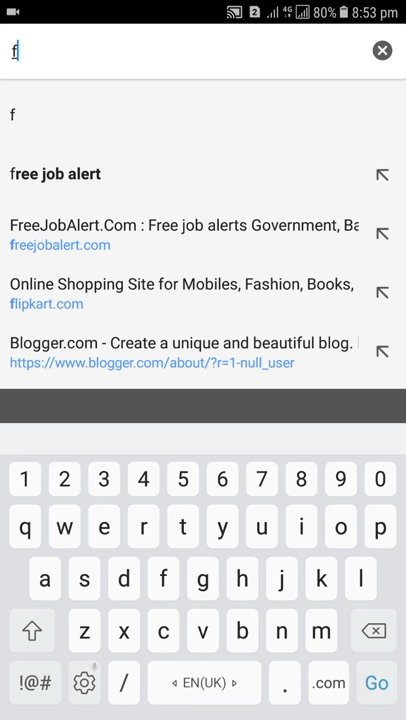 2 4G 80% 8:53 pm
f
f
free job alert
FreeJobAlert.Com : Free job alerts Government, Ba
freejobalert.com
Online Shopping Site for Mobiles, Fashion, Books,
flipkart.com
Blogger.com - Create a unique and beautiful blog.
https://www.blogger.com/about/?r=1-null_user
1 2 3 4 5 6 7 8 9 0
q w e r t y u i o p
a s d f g h j k l
z x c v b n m
!@# / EN(UK) . .com Go